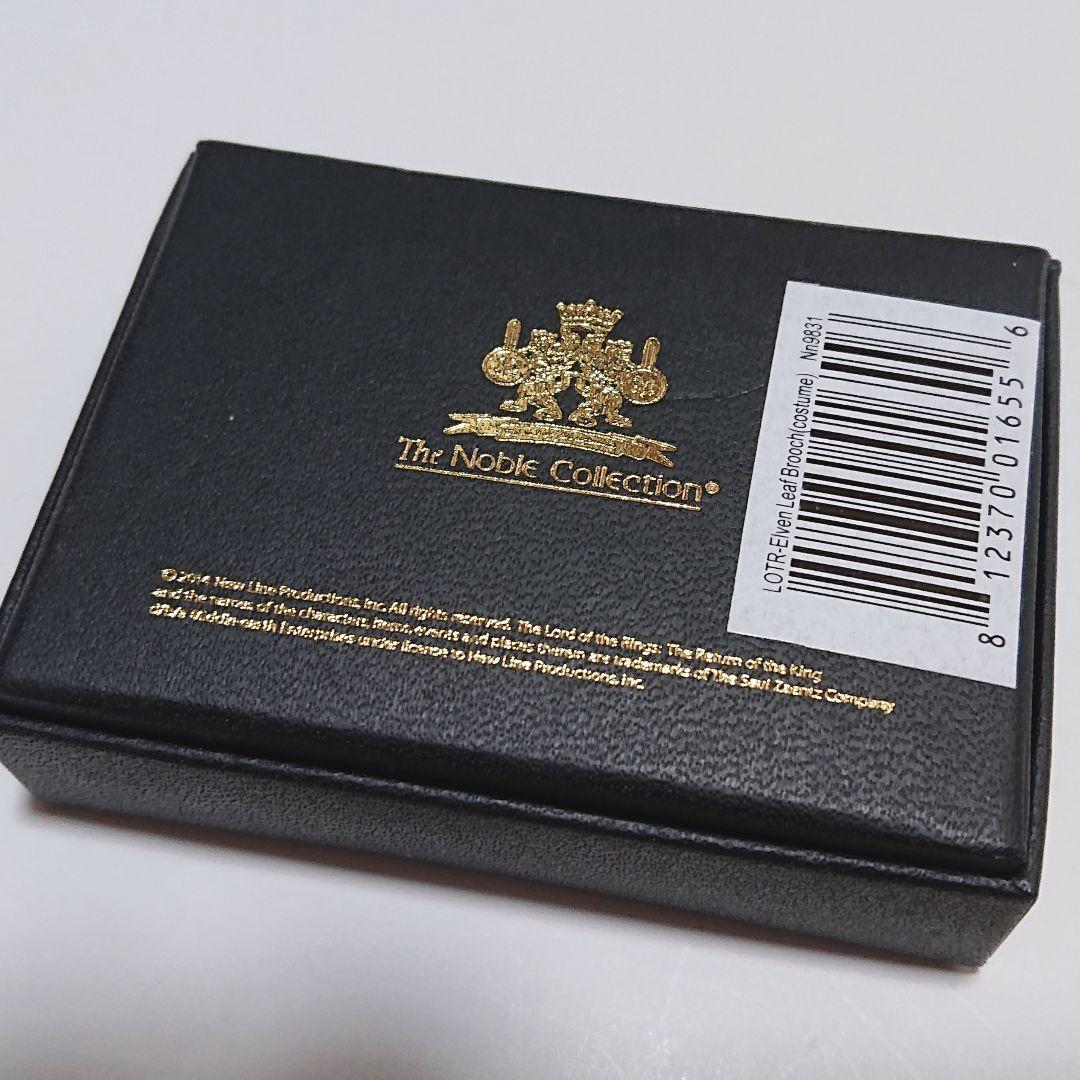 The Noble Collection®
© 2014 New Line Productions, Inc. All rights reserved. The Lord of the Rings: The Return of the King
and the names of the characters, items, events and places therein are trademarks of The Saul Zaentz Company
d/b/a Middle-earth Enterprises under license to New Line Productions, Inc.
LOTR-Elven Leaf Brooch(costume) Nn9831
8 12370 01655 6